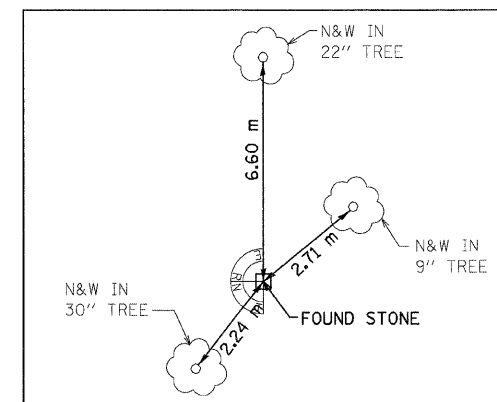 N&W IN
22" TREE
6.60 m
2.71 m
N&W IN
9" TREE
N&W IN
30" TREE
2.24 m
FOUND STONE